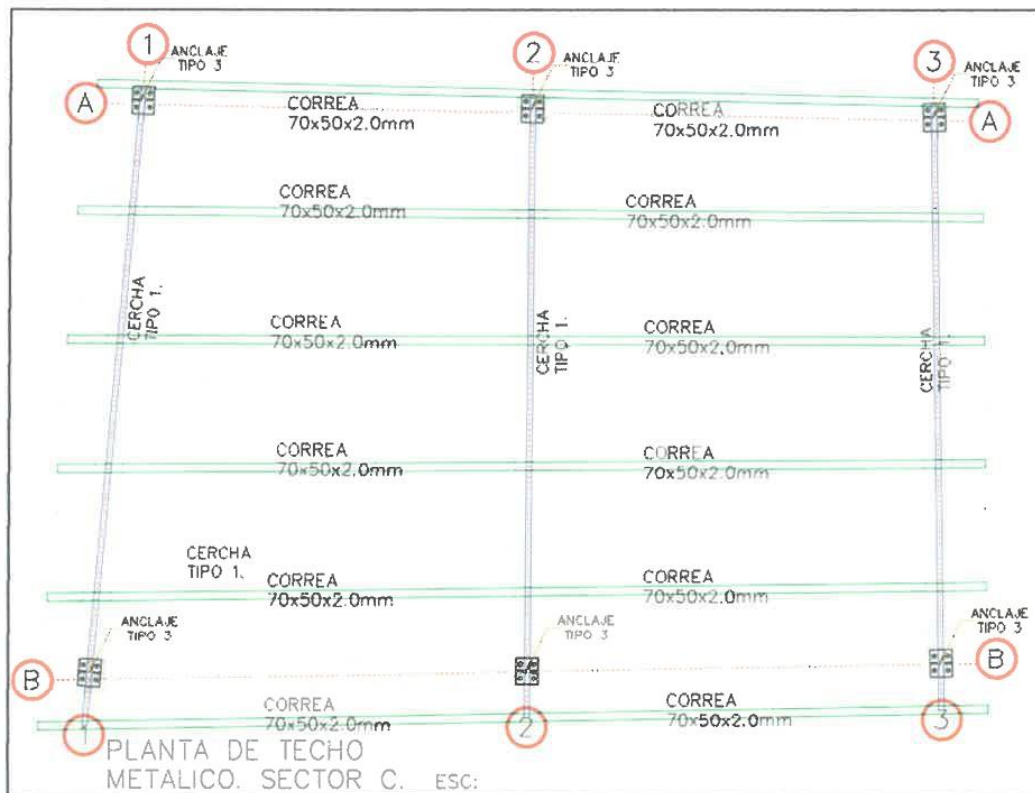 1
ANCLAJE
TIPO 3
2
ANCLAJE
TIPO 3
3
ANCLAJE
TIPO 3
A
CORREA
70x50x2.0mm
CORREA
70x50x2.0mm
A
CORREA
70x50x2.0mm
CORREA
70x50x2.0mm
CERCHA
TIPO 1.
CORREA
70x50x2.0mm
CERCHA
TIPO 1.
CORREA
70x50x2.0mm
CERCHA
TIPO 1.
CORREA
70x50x2.0mm
CORREA
70x50x2.0mm
CERCHA
TIPO 1.
CORREA
70x50x2.0mm
CORREA
70x50x2.0mm
ANCLAJE
TIPO 3
ANCLAJE
TIPO 3
ANCLAJE
TIPO 3
B
B
CORREA
70x50x2.0mm
CORREA
70x50x2.0mm
1
2
3
PLANTA DE TECHO
METALICO. SECTOR C. ESC: